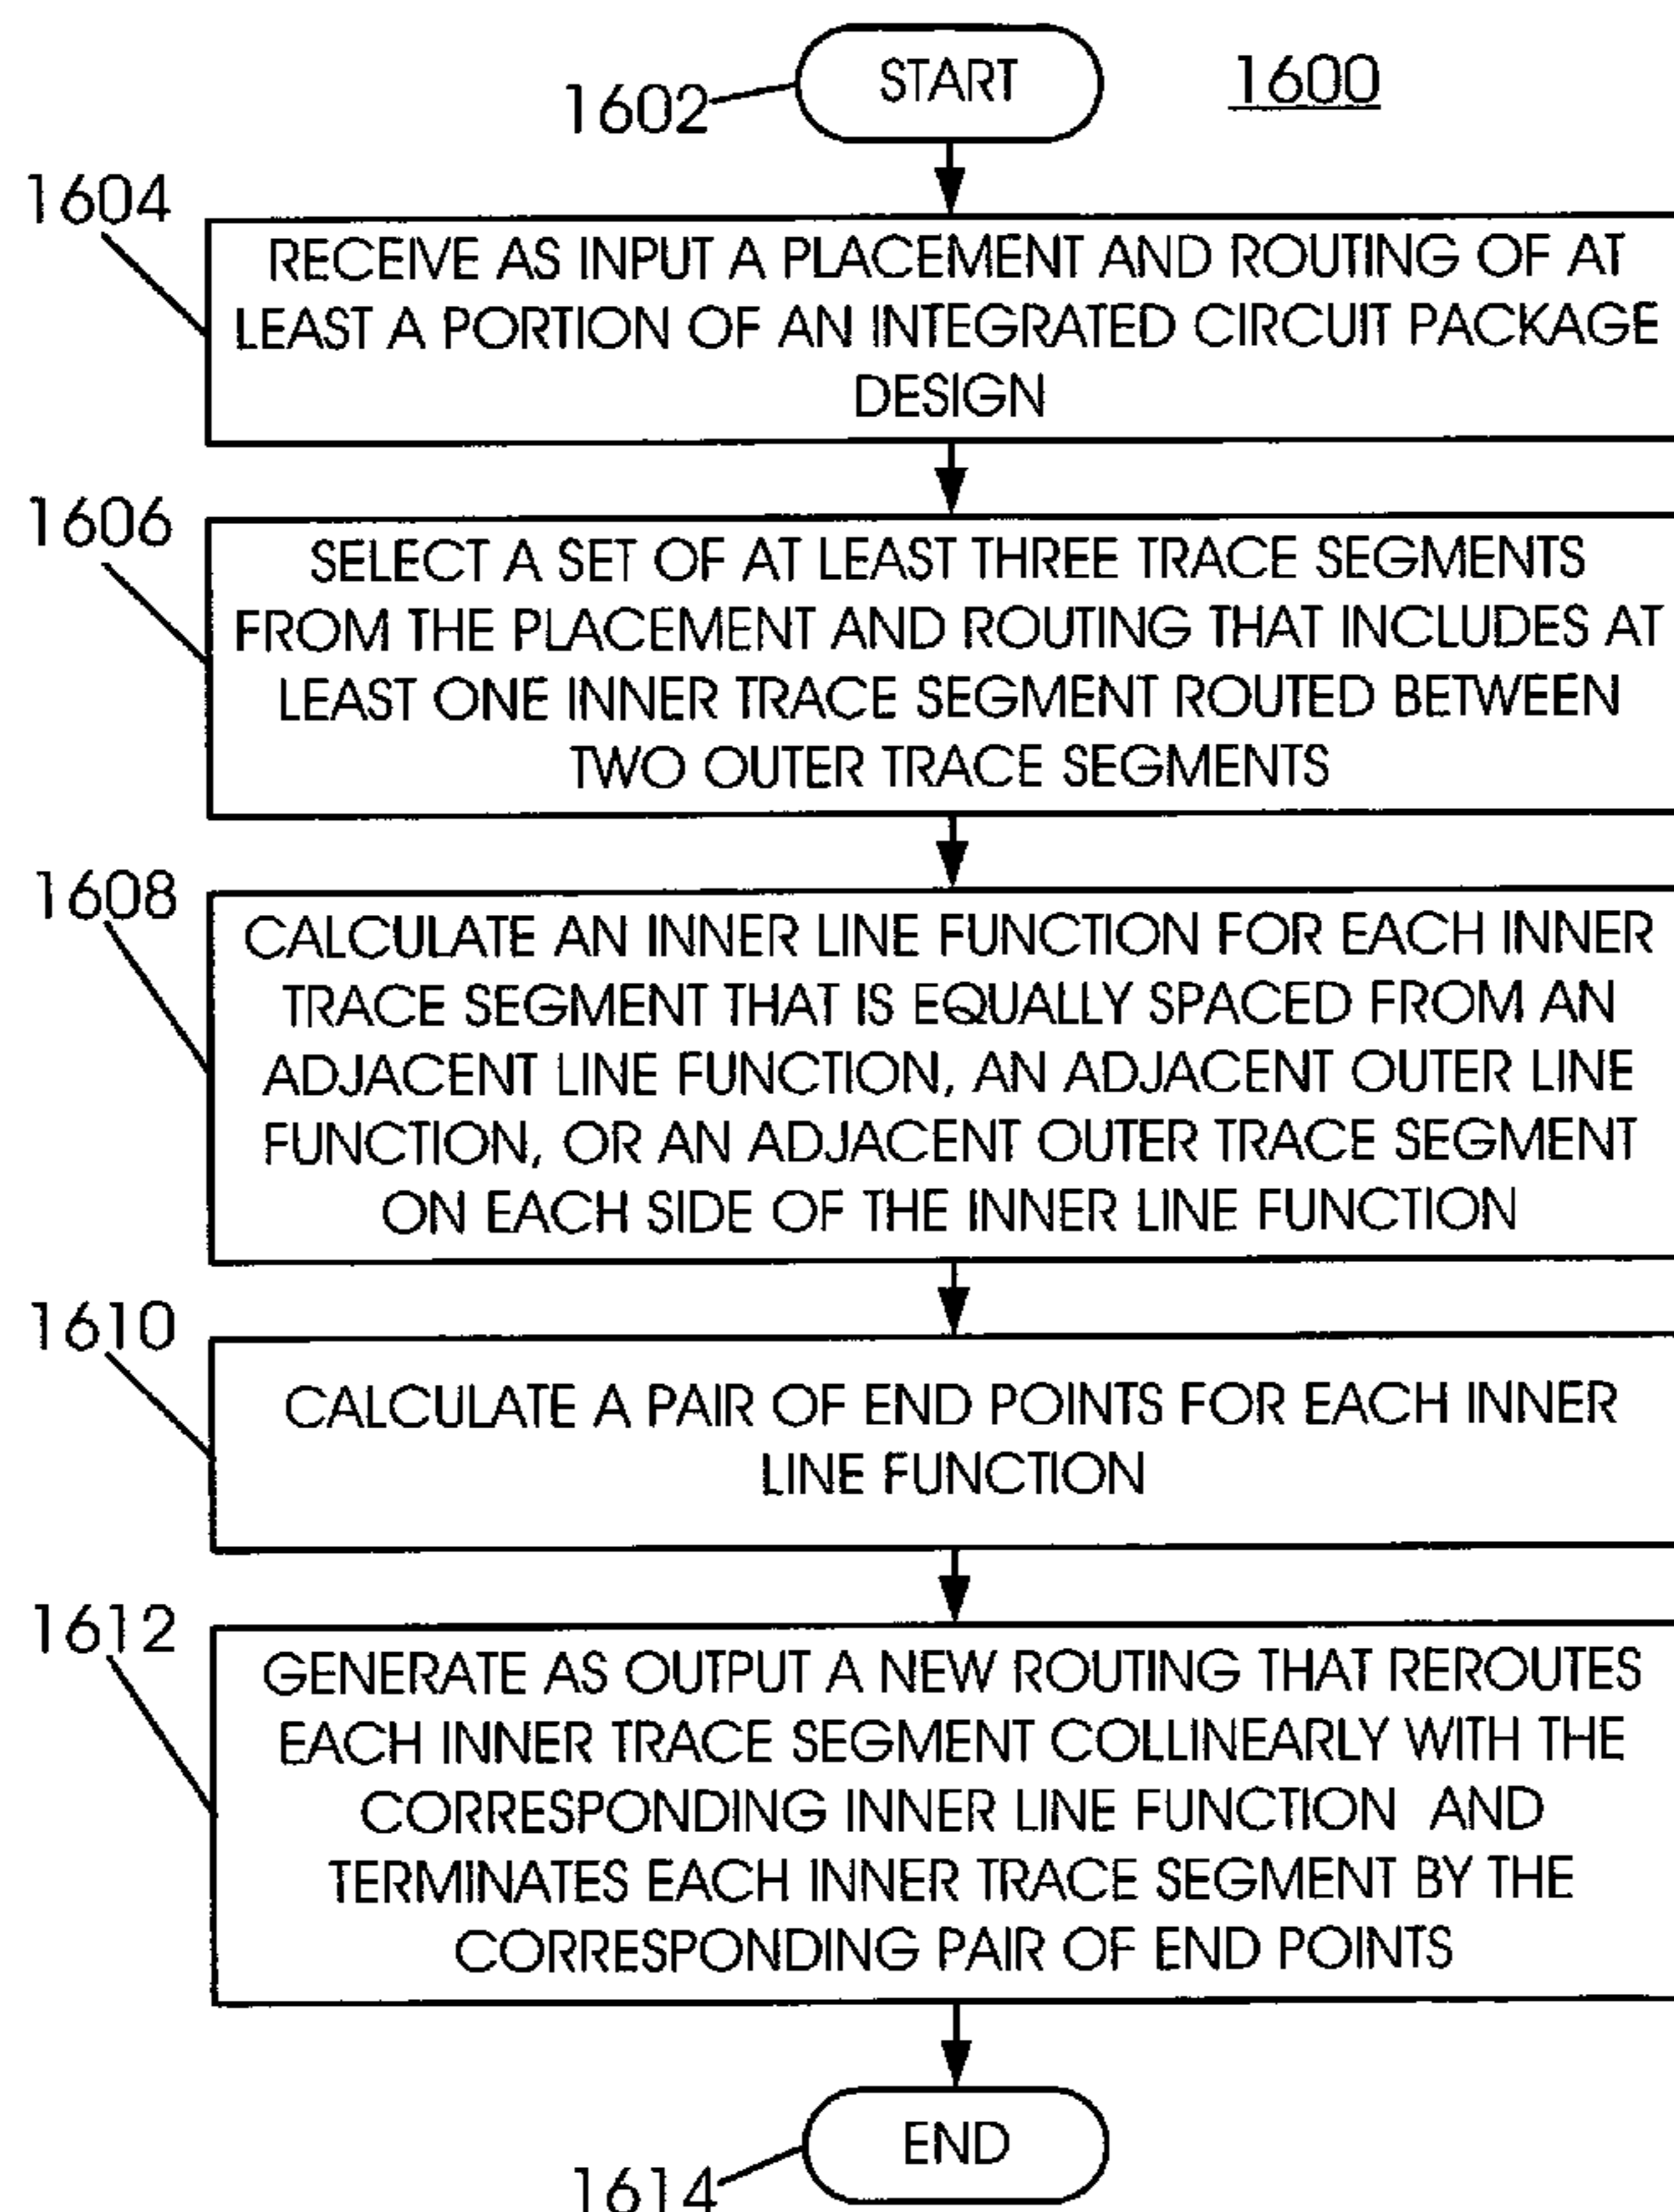 START
1600
1602
1604
RECEIVE AS INPUT A PLACEMENT AND ROUTING OF AT
LEAST A PORTION OF AN INTEGRATED CIRCUIT PACKAGE
DESIGN
1606
SELECT A SET OF AT LEAST THREE TRACE SEGMENTS
FROM THE PLACEMENT AND ROUTING THAT INCLUDES AT
LEAST ONE INNER TRACE SEGMENT ROUTED BETWEEN
TWO OUTER TRACE SEGMENTS
1608
CALCULATE AN INNER LINE FUNCTION FOR EACH INNER
TRACE SEGMENT THAT IS EQUALLY SPACED FROM AN
ADJACENT LINE FUNCTION, AN ADJACENT OUTER LINE
FUNCTION, OR AN ADJACENT OUTER TRACE SEGMENT
ON EACH SIDE OF THE INNER LINE FUNCTION
1610
CALCULATE A PAIR OF END POINTS FOR EACH INNER
LINE FUNCTION
1612
GENERATE AS OUTPUT A NEW ROUTING THAT REROUTES
EACH INNER TRACE SEGMENT COLLINEARLY WITH THE
CORRESPONDING INNER LINE FUNCTION AND
TERMINATES EACH INNER TRACE SEGMENT BY THE
CORRESPONDING PAIR OF END POINTS
END
1614